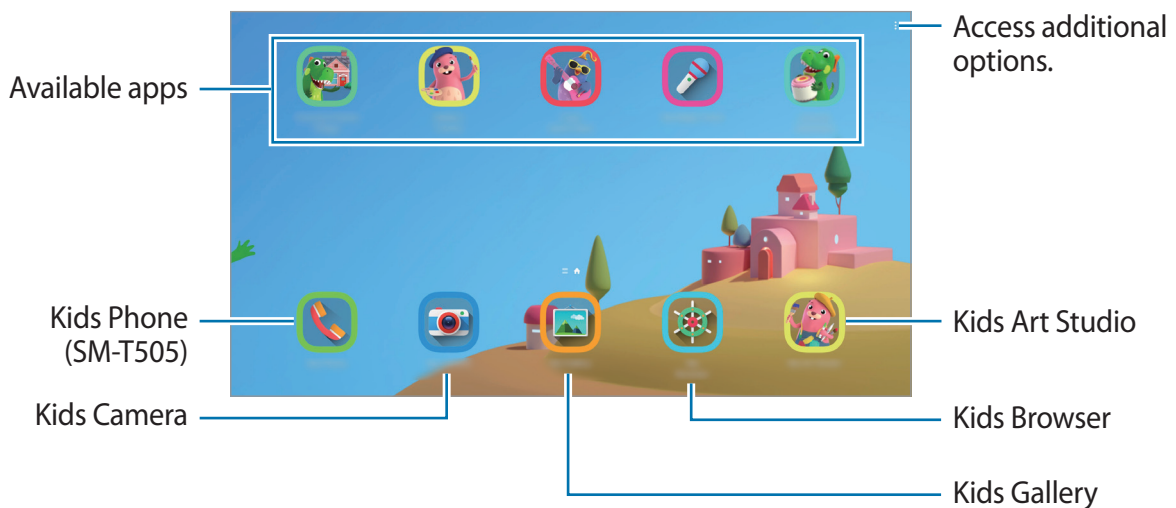 Access additional
options.
Available apps
Kids Phone
(SM-T505)
Kids Art Studio
Kids Camera
Kids Browser
Kids Gallery